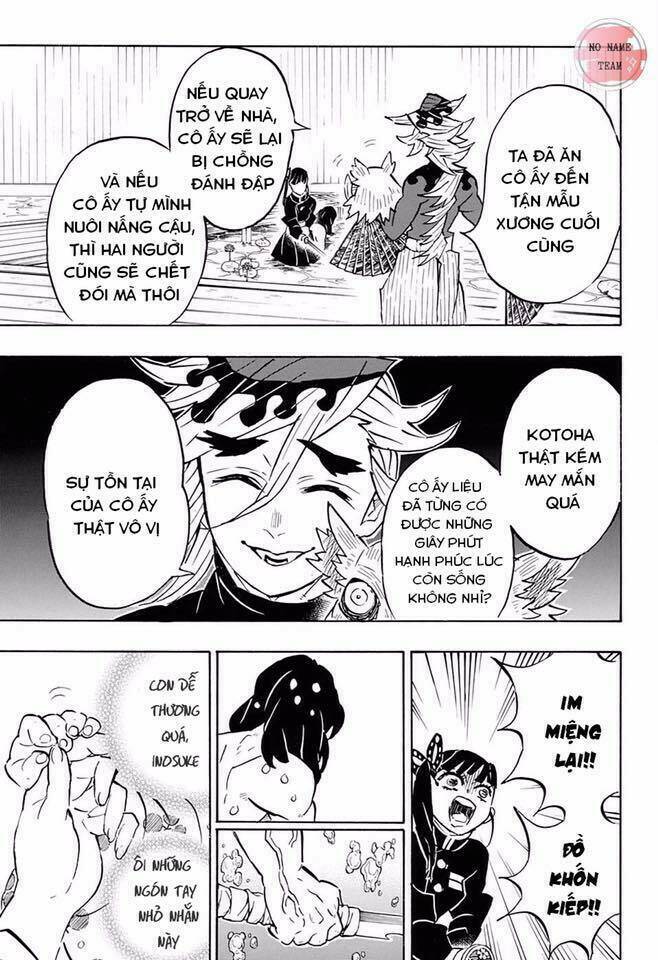 NO NAME
TEAM
TA ĐÃ ĂN
CÔ ẤY ĐẾN
TẬN MẪU
XƯƠNG CUỐI
CÙNG
NẾU QUAY
TRỞ VỀ NHÀ,
CÔ ẤY SẼ LẠI
BỊ CHỒNG
ĐÁNH ĐẬP
VÀ NẾU
CÔ ẤY TỰ MÌNH
NUÔI NẤNG CẬU,
THÌ HAI NGƯỜI
CŨNG SẼ CHẾT
ĐÓI MÀ THÔI
KOTOHA
THẬT KÉM
MAY MẮN
QUÁ
CÔ ẤY LIỆU
ĐÃ TỪNG CÓ
ĐƯỢC NHỮNG
GIÂY PHÚT
HẠNH PHÚC LÚC
CÒN SỐNG
KHÔNG NHỈ?
SỰ TỒN TẠI
CỦA CÔ ẤY
THẬT VÔ VỊ
IM
MIỆNG
LẠI!!
ĐỒ
KHỐN
KIẾP!!
CON DỄ
THƯƠNG
QUÁ,
INOSUKE
ÔI NHỮNG
NGÓN TAY
NHỎ NHẮN
NÀY